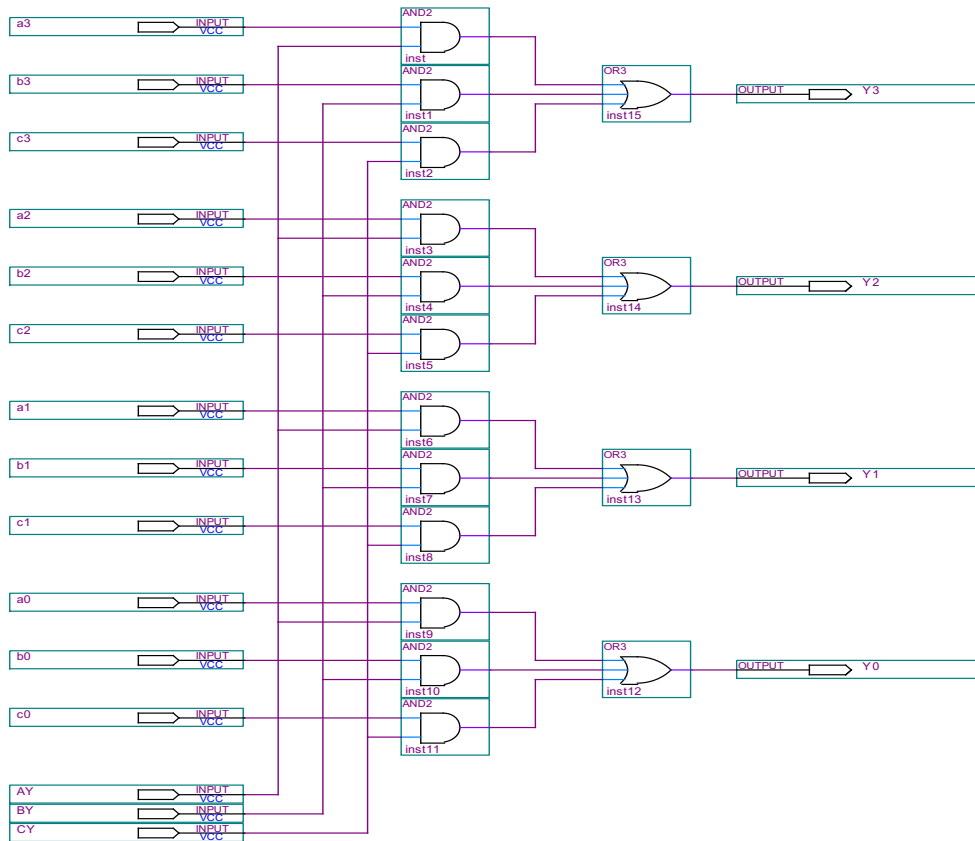 AND2
a3 INPUT
VCC
inst
AND2
OR3
b3 INPUT
VCC
OUTPUT Y3
inst1
inst15
AND2
c3 INPUT
VCC
inst2
AND2
a2 INPUT
VCC
inst3
AND2
OR3
b2 INPUT
VCC
OUTPUT Y2
inst4
inst14
AND2
c2 INPUT
VCC
inst5
AND2
a1 INPUT
VCC
inst6
AND2
OR3
b1 INPUT
VCC
OUTPUT Y1
inst7
inst13
AND2
c1 INPUT
VCC
inst8
AND2
a0 INPUT
VCC
inst9
AND2
OR3
b0 INPUT
VCC
OUTPUT Y0
inst10
inst12
AND2
c0 INPUT
VCC
inst11
AY INPUT
VCC
BY INPUT
VCC
CY INPUT
VCC